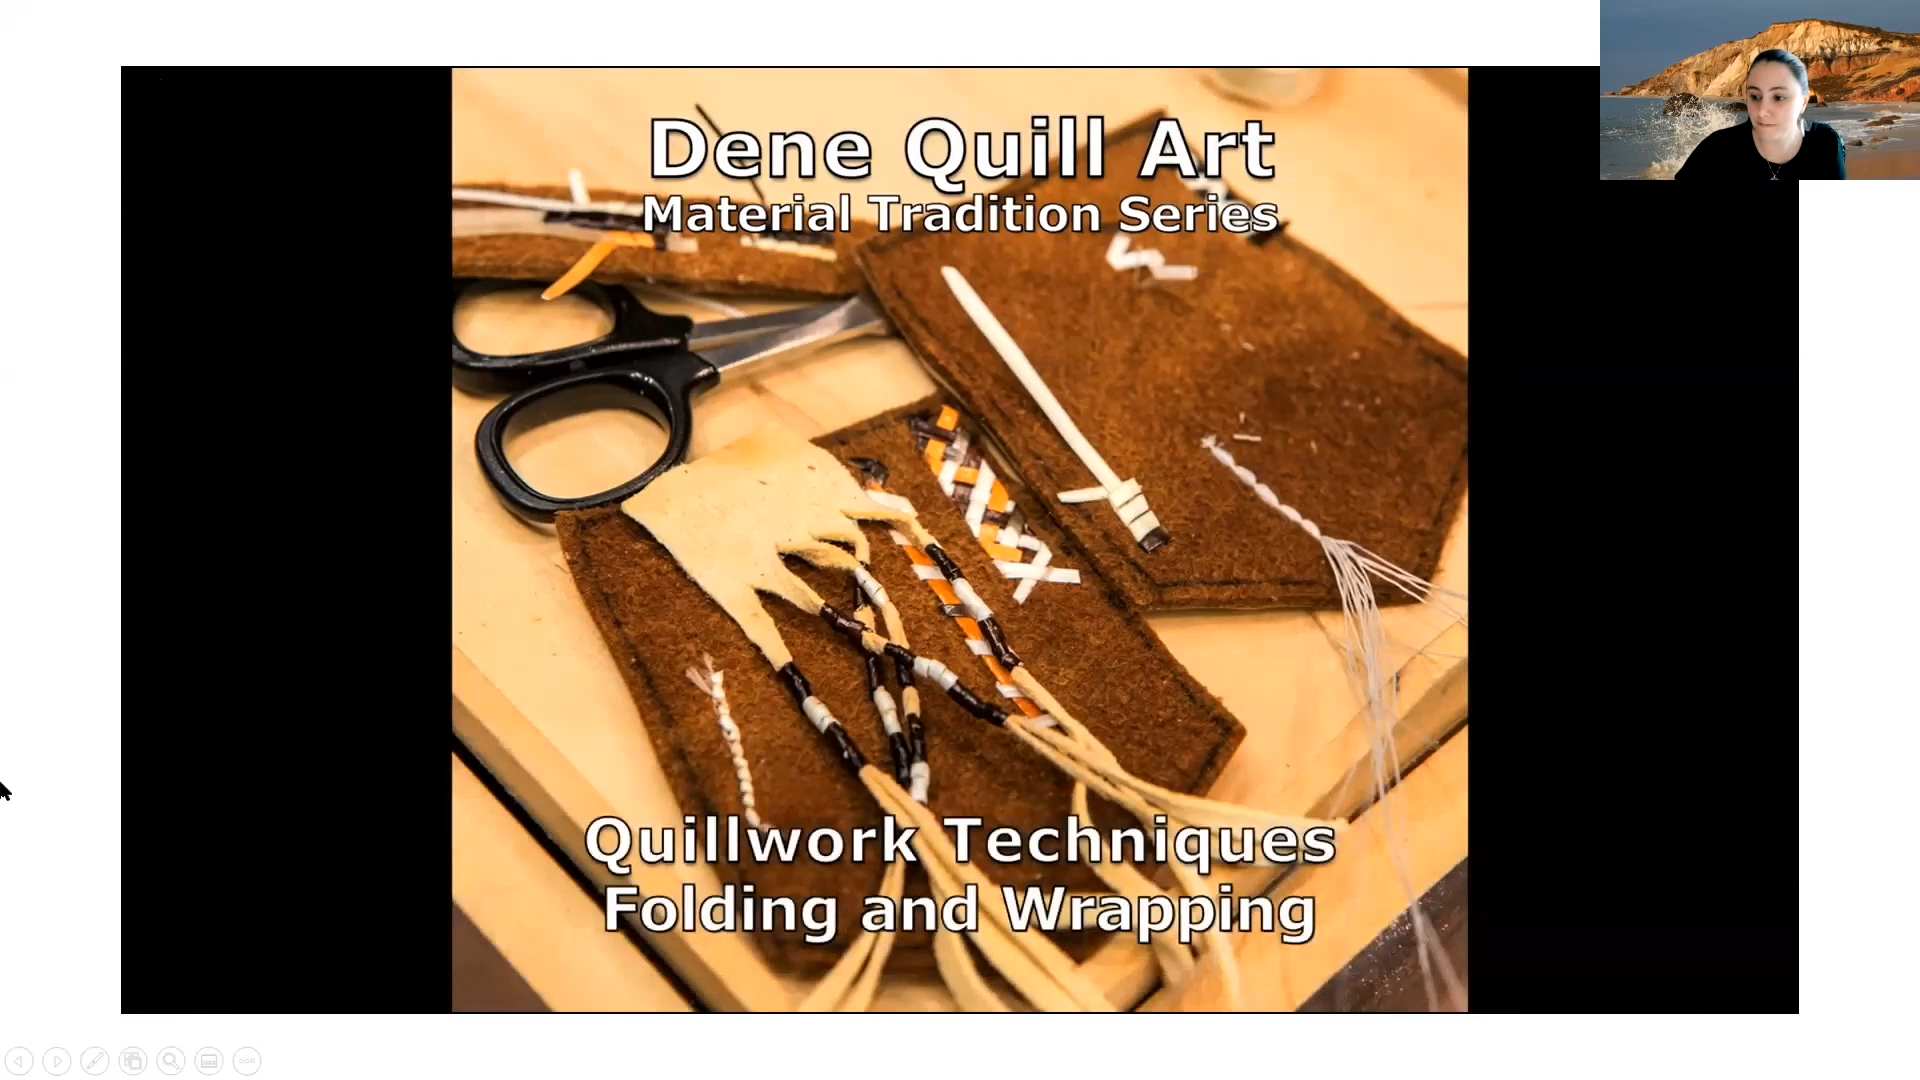 Dene Quill Art
Material Tradition Series
Quillwork Techniques
Folding and Wrapping